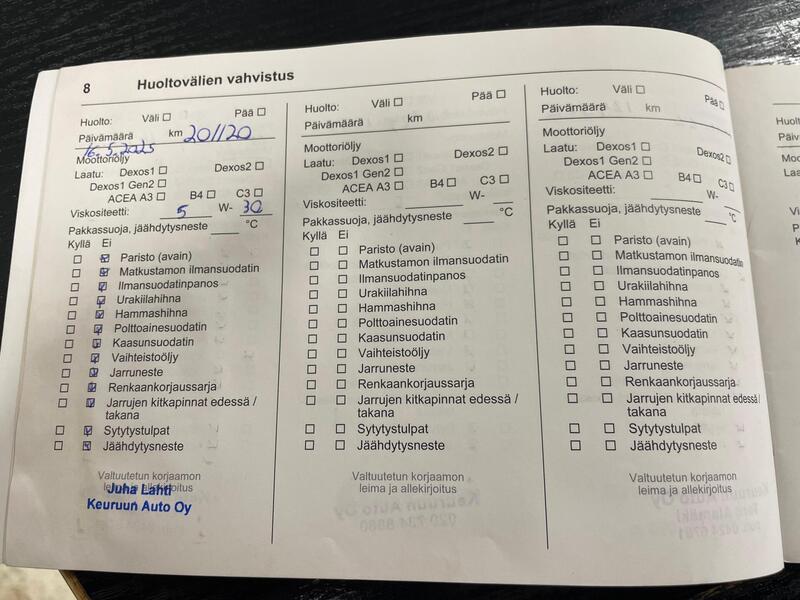 8 Huoltovälien vahvistus
Huolto: Väli ☐ Pää ☐
Päivämäärä km 201120
16.5.2025
Moottoriöljy
Laatu: Dexos1 ☐ Dexos2 ☐
Dexos1 Gen2 ☐
ACEA A3 ☐ B4 ☐ C3 ☐
Viskositeetti: 5 W- 30
Pakkassuoja, jäähdytysneste ____ °C
Kyllä Ei
☐ ☑ Paristo (avain)
☐ ☑ Matkustamon ilmansuodatin
☐ ☑ Ilmansuodatinpanos
☐ ☑ Urakiilahihna
☐ ☑ Hammashihna
☐ ☑ Polttoainesuodatin
☐ ☑ Kaasunsuodatin
☐ ☑ Vaihteistoöljy
☐ ☑ Jarruneste
☐ ☑ Renkaankorjaussarja
☐ ☑ Jarrujen kitkapinnat edessä /
takana
☐ ☑ Sytytystulpat
☐ ☑ Jäähdytysneste
Valtuutetun korjaamon
leima ja allekirjoitus
Juha Lahti
Keuruun Auto Oy
Huolto: Väli ☐ Pää ☐
Päivämäärä km
Moottoriöljy
Laatu: Dexos1 ☐ Dexos2 ☐
Dexos1 Gen2 ☐
ACEA A3 ☐ B4 ☐ C3 ☐
Viskositeetti: ____ W- ____
Pakkassuoja, jäähdytysneste ____ °C
Kyllä Ei
☐ ☐ Paristo (avain)
☐ ☐ Matkustamon ilmansuodatin
☐ ☐ Ilmansuodatinpanos
☐ ☐ Urakiilahihna
☐ ☐ Hammashihna
☐ ☐ Polttoainesuodatin
☐ ☐ Kaasunsuodatin
☐ ☐ Vaihteistoöljy
☐ ☐ Jarruneste
☐ ☐ Renkaankorjaussarja
☐ ☐ Jarrujen kitkapinnat edessä /
takana
☐ ☐ Sytytystulpat
☐ ☐ Jäähdytysneste
Valtuutetun korjaamon
leima ja allekirjoitus
Huolto: Väli ☐ Pää ☐
Päivämäärä km
Moottoriöljy
Laatu: Dexos1 ☐ Dexos2 ☐
Dexos1 Gen2 ☐
ACEA A3 ☐ B4 ☐ C3 ☐
Viskositeetti: ____ W- ____
Pakkassuoja, jäähdytysneste ____ °C
Kyllä Ei
☐ ☐ Paristo (avain)
☐ ☐ Matkustamon ilmansuodatin
☐ ☐ Ilmansuodatinpanos
☐ ☐ Urakiilahihna
☐ ☐ Hammashihna
☐ ☐ Polttoainesuodatin
☐ ☐ Kaasunsuodatin
☐ ☐ Vaihteistoöljy
☐ ☐ Jarruneste
☐ ☐ Renkaankorjaussarja
☐ ☐ Jarrujen kitkapinnat edessä /
takana
☐ ☐ Sytytystulpat
☐ ☐ Jäähdytysneste
Valtuutetun korjaamon
leima ja allekirjoitus